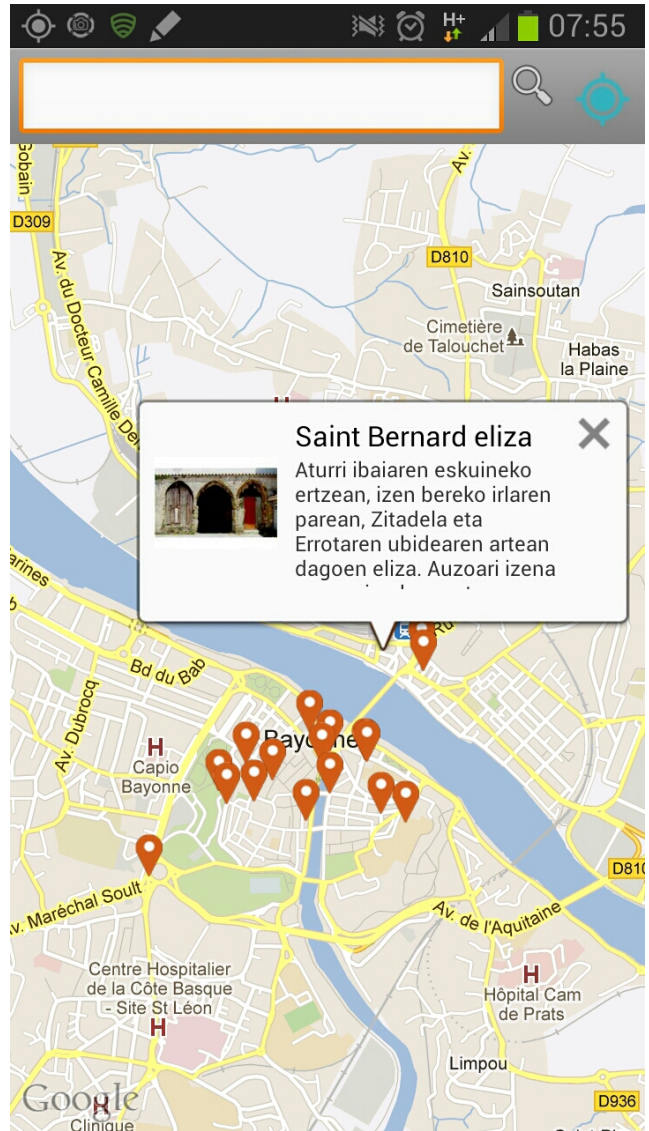 H+
07:55
Gobain
Av.
D309
D810
Av. du Docteur Camille
Sainsoutan
Cimetière
de Talouchet
Habas
la Plaine
H
Saint Bernard eliza
Aturri ibaiaren eskuineko
ertzean, izen bereko irlaren
parean, Zitadela eta
Errotaren ubidearen artean
dagoen eliza. Auzoari izena
Bd du Bab
Av. Dubrocq
Bayonne
H
Capio
Bayonne
D810
Av. Maréchal Soult
Av. de l'Aquitaine
Centre Hospitalier
de la Côte Basque
- Site St Léon
H
H
Hôpital Cam
de Prats
Limpou
Google
H
D936
Clinique